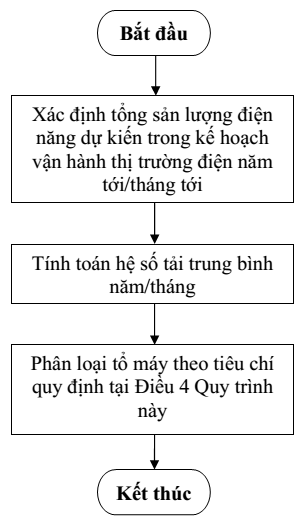 Bắt đầu
Xác định tổng sản lượng điện
năng dự kiến trong kế hoạch
vận hành thị trường điện năm
tới/tháng tới
Tính toán hệ số tải trung bình
năm/tháng
Phân loại tổ máy theo tiêu chí
quy định tại Điều 4 Quy trình
này
Kết thúc